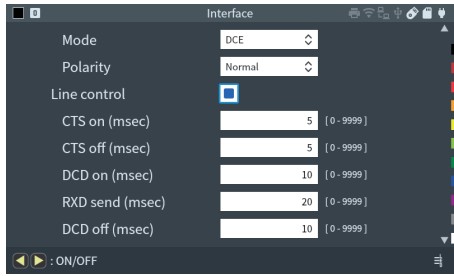 0 Interface
Mode DCE
Polarity Normal
Line control
CTS on (msec) 5 [ 0 - 9999 ]
CTS off (msec) 5 [ 0 - 9999 ]
DCD on (msec) 10 [ 0 - 9999 ]
RXD send (msec) 20 [ 0 - 9999 ]
DCD off (msec) 10 [ 0 - 9999 ]
: ON/OFF